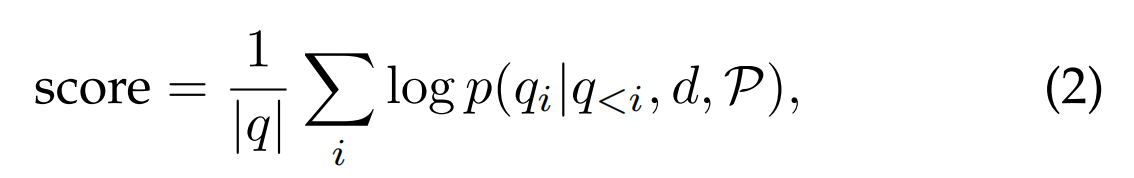 score = \frac{1}{|q|} \sum_{i} \log p(q_i|q_{<i}, d, \mathcal{P}), (2)